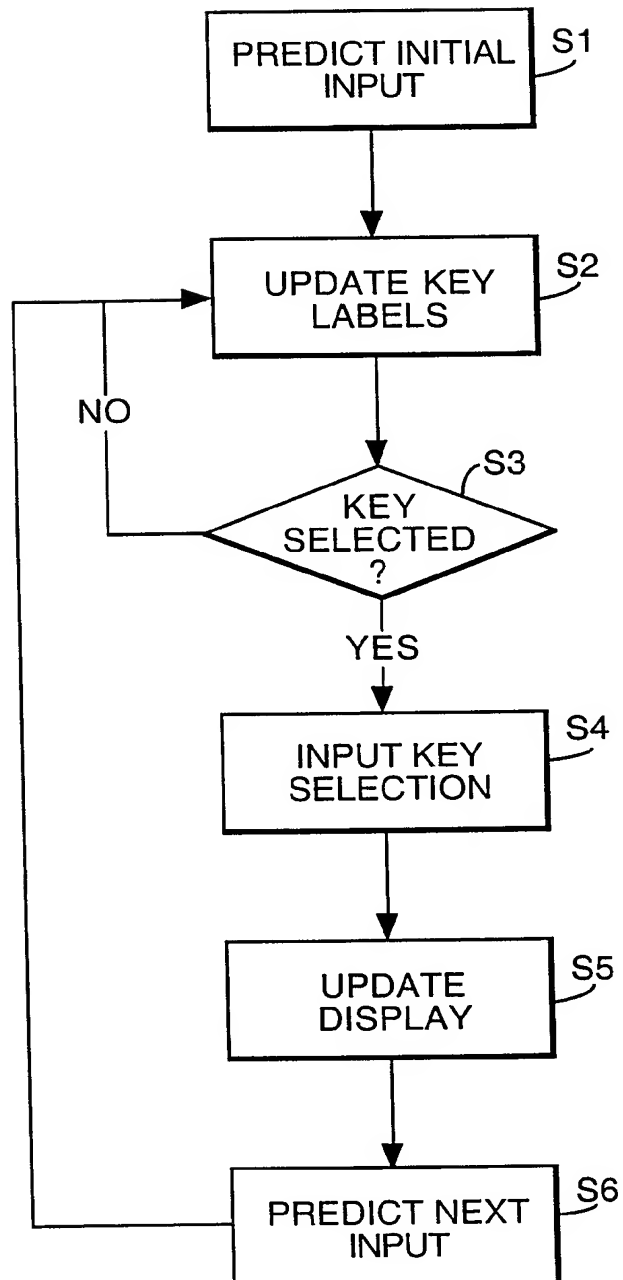 PREDICT INITIAL
INPUT
S1
UPDATE KEY
LABELS
S2
NO
KEY
SELECTED
?
S3
YES
INPUT KEY
SELECTION
S4
UPDATE
DISPLAY
S5
PREDICT NEXT
INPUT
S6